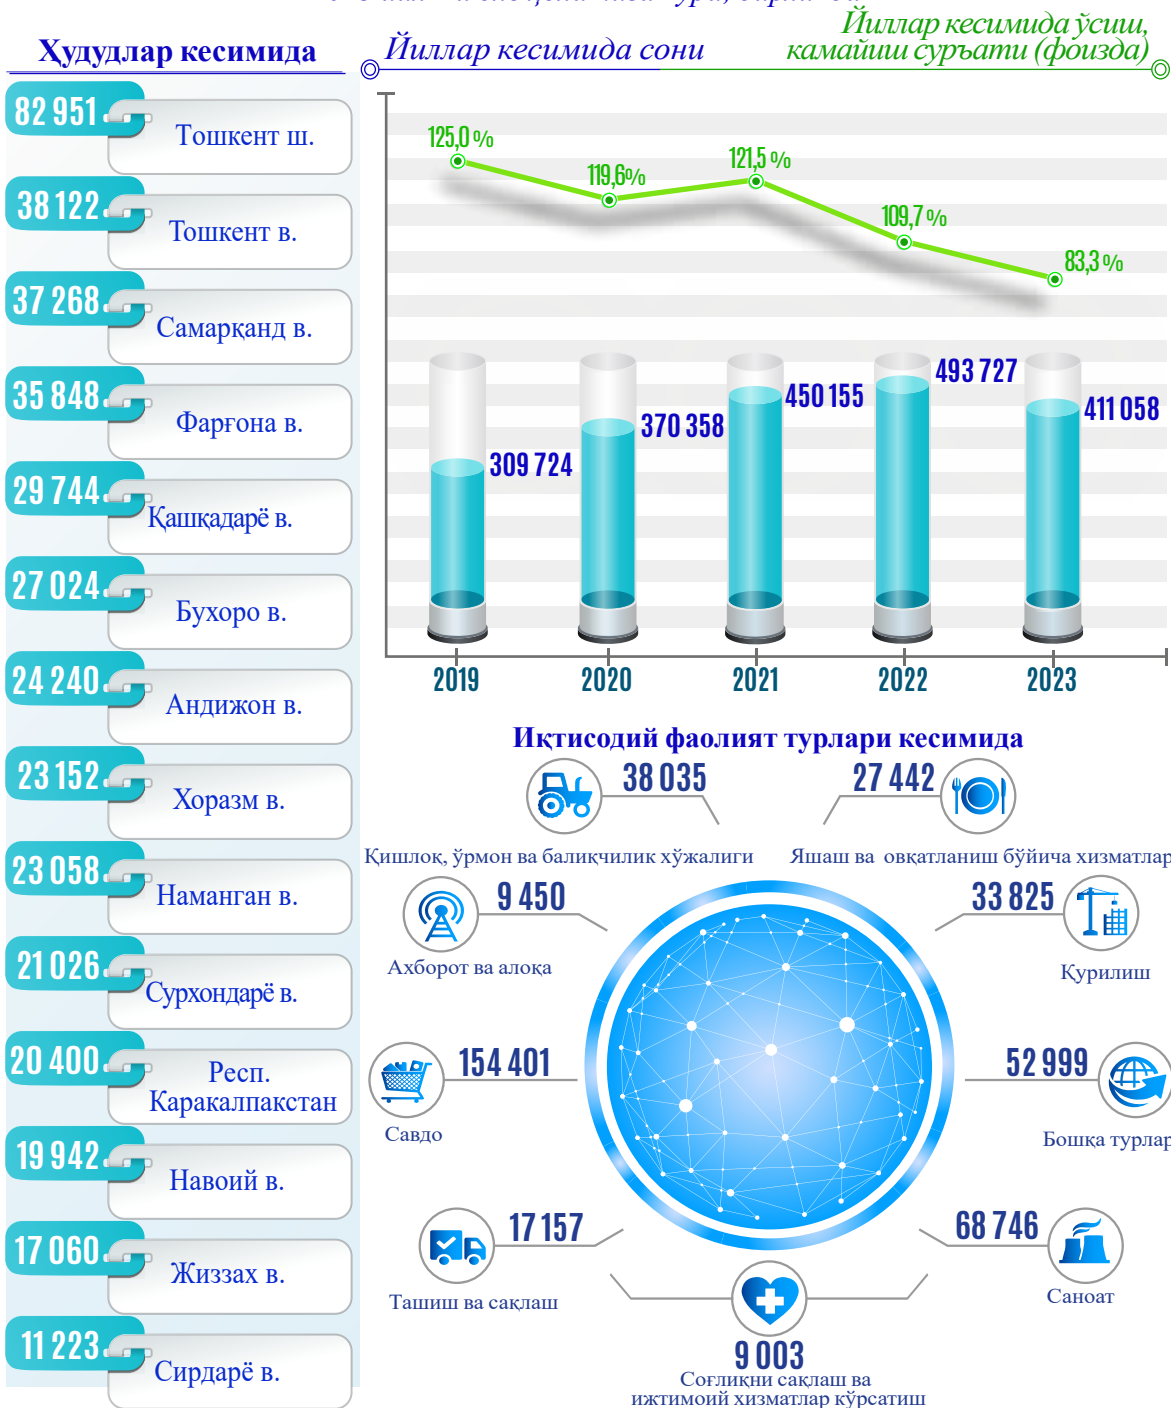 Ҳудудлар кесимида
82 951
Тошкент ш.
38 122
Тошкент в.
37 268
Самарқанд в.
35 848
Фарғона в.
29 744
Қашқадарё в.
27 024
Бухоро в.
24 240
Андижон в.
23 152
Хоразм в.
23 058
Наманган в.
21 026
Сурхондарё в.
20 400
Респ.
Каракалпакстан
19 942
Навоий в.
17 060
Жиззах в.
11 223
Сирдарё в.
Йиллар кесимида сони
Йиллар кесимида ўсиш,
камайиш суръати (фоизда)
125,0 %
119,6%
121,5 %
109,7 %
83,3 %
309 724
370 358
450 155
493 727
411 058
2019
2020
2021
2022
2023
Иқтисодий фаолият турлари кесимида
38 035
Қишлоқ, ўрмон ва балиқчилик хўжалиги
27 442
Яшаш ва овқатланиш бўйича хизматлар
9 450
Ахборот ва алоқа
33 825
Қурилиш
154 401
Савдо
52 999
Бошқа турлар
17 157
Ташиш ва сақлаш
68 746
Саноат
9 003
Соғлиқни сақлаш ва
ижтимоий хизматлар кўрсатиш